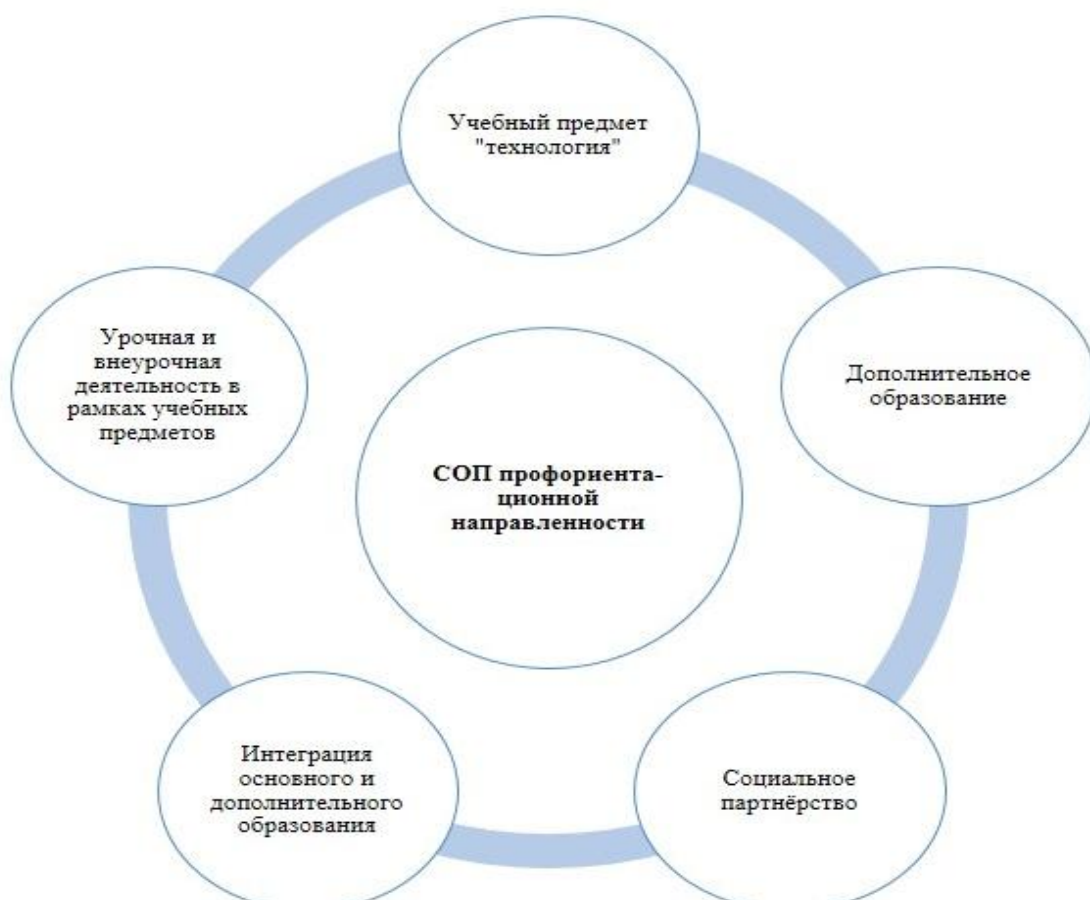 Учебный предмет
"технология"
Дополнительное
образование
Социальное
партнёрство
Интеграция
основного и
дополнительного
образования
Урочная и
внеурочная
деятельность в
рамках учебных
предметов
СОП профориента-
ционной
направленности